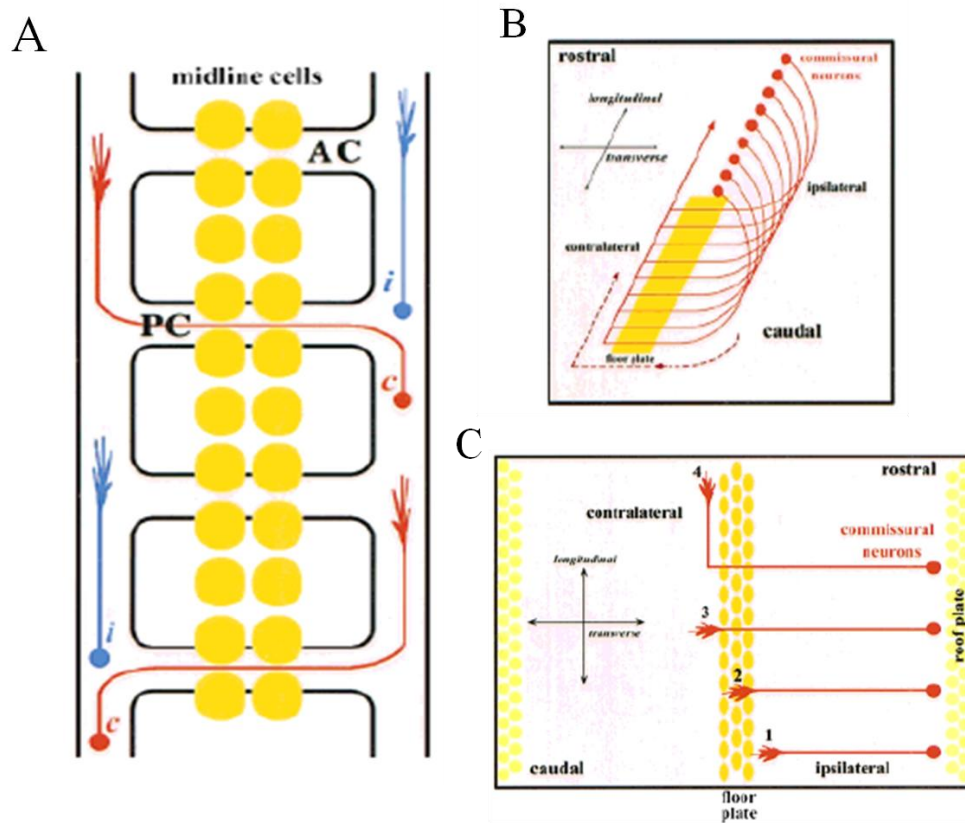 A
midline cells
AC
i
PC
c
i
c
B
rostral
commissural
neurons
longitudinal
transverse
ipsilateral
contralateral
caudal
floor plate
C
4
rostral
contralateral
commissural
neurons
longitudinal
3
transverse
roof plate
2
1
caudal
ipsilateral
floor
plate